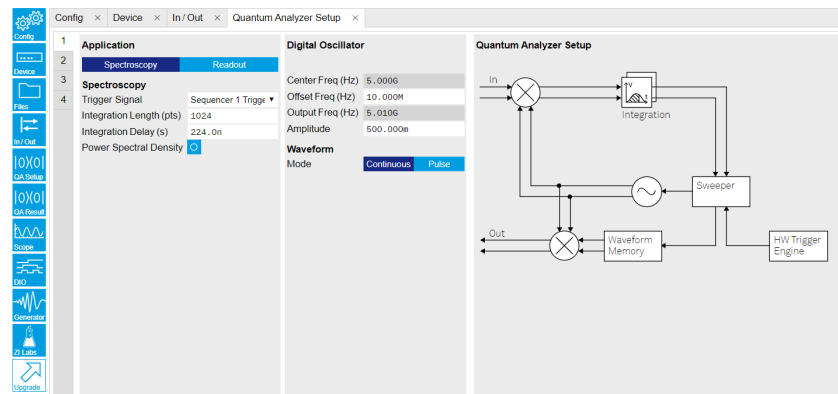 Config × Device × In / Out × Quantum Analyzer Setup ×
Config
Device
Files
In / Out
QA Setup
QA Result
Scope
DIO
Generator
ZI Labs
Upgrade
1
2
3
4
Application
Spectroscopy Readout
Spectroscopy
Trigger Signal Sequencer 1 Trigge
Integration Length (pts) 1024
Integration Delay (s) 224.0n
Power Spectral Density
Digital Oscillator
Center Freq (Hz) 5.000G
Offset Freq (Hz) 10.000M
Output Freq (Hz) 5.010G
Amplitude 500.000m
Waveform
Mode Continuous Pulse
Quantum Analyzer Setup
In
V
t
Integration
Sweeper
Out
Waveform
Memory
HW Trigger
Engine